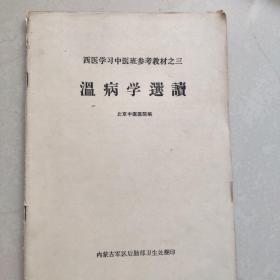 西医学习中医班参考教材之三
溫病学選讀
北京中医医院編
内蒙古军区后勤部卫生处翻印